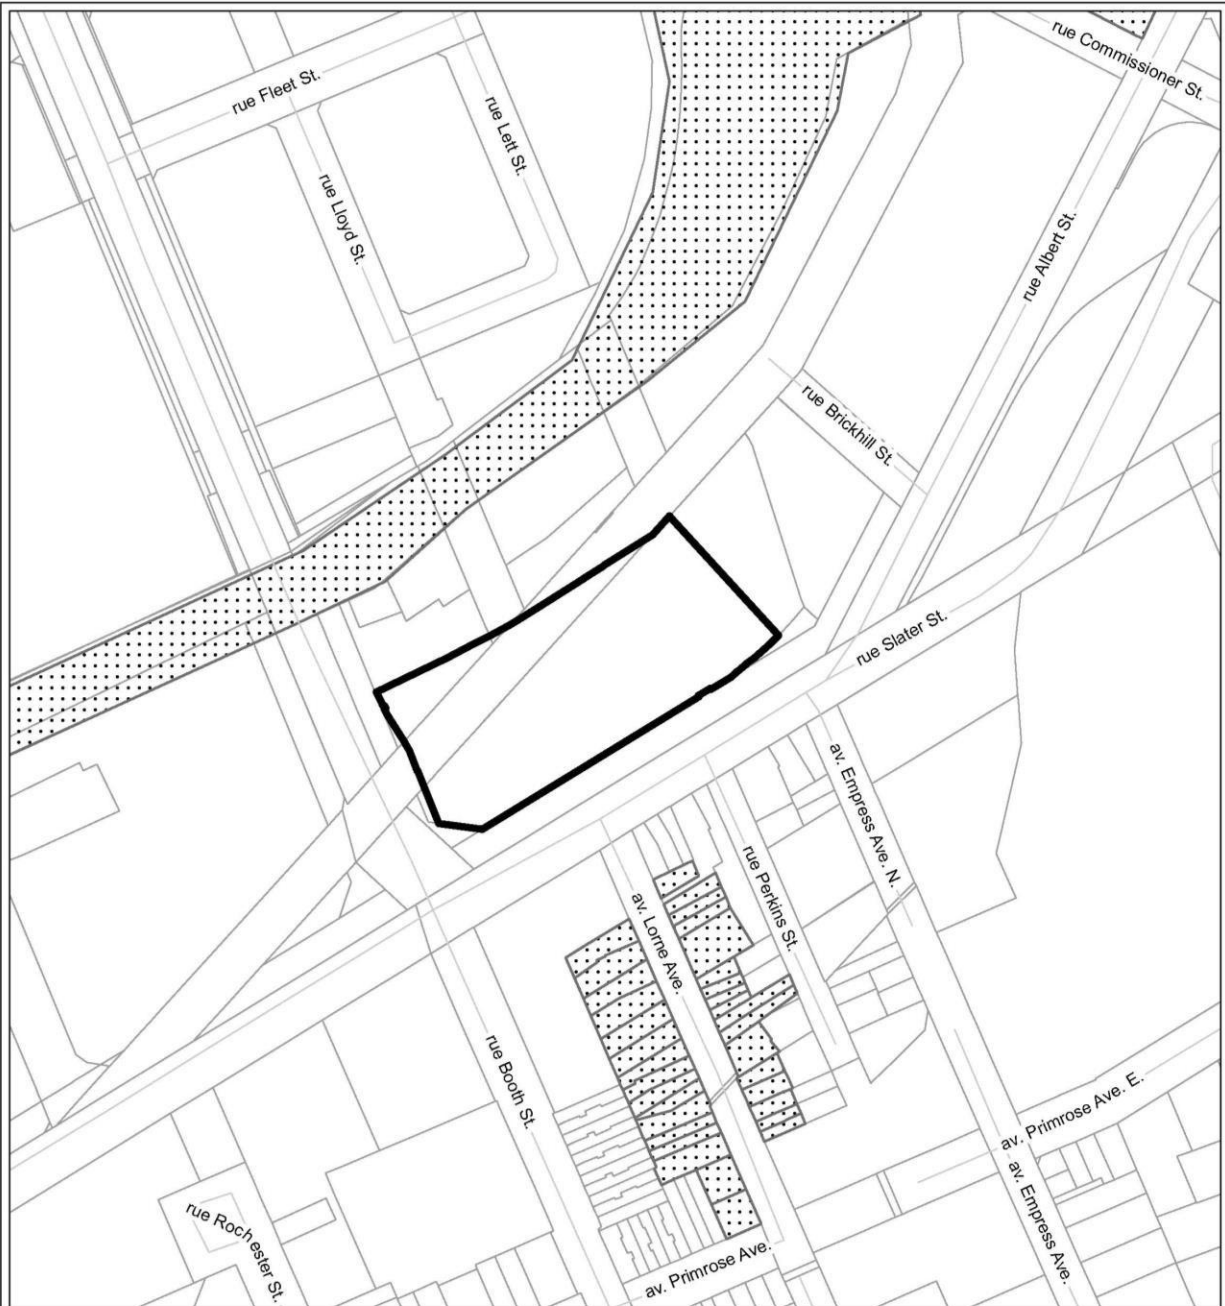 rue Commissioner St.
rue Fleet St.
rue Lett St.
rue Lloyd St.
rue Albert St.
rue Brickhill St.
rue Slater St.
av. Empress Ave. N.
rue Perkins St.
av. Lorne Ave.
rue Booth St.
av. Primrose Ave. E.
av. Empress Ave.
rue Rochester St.
av. Primrose Ave.